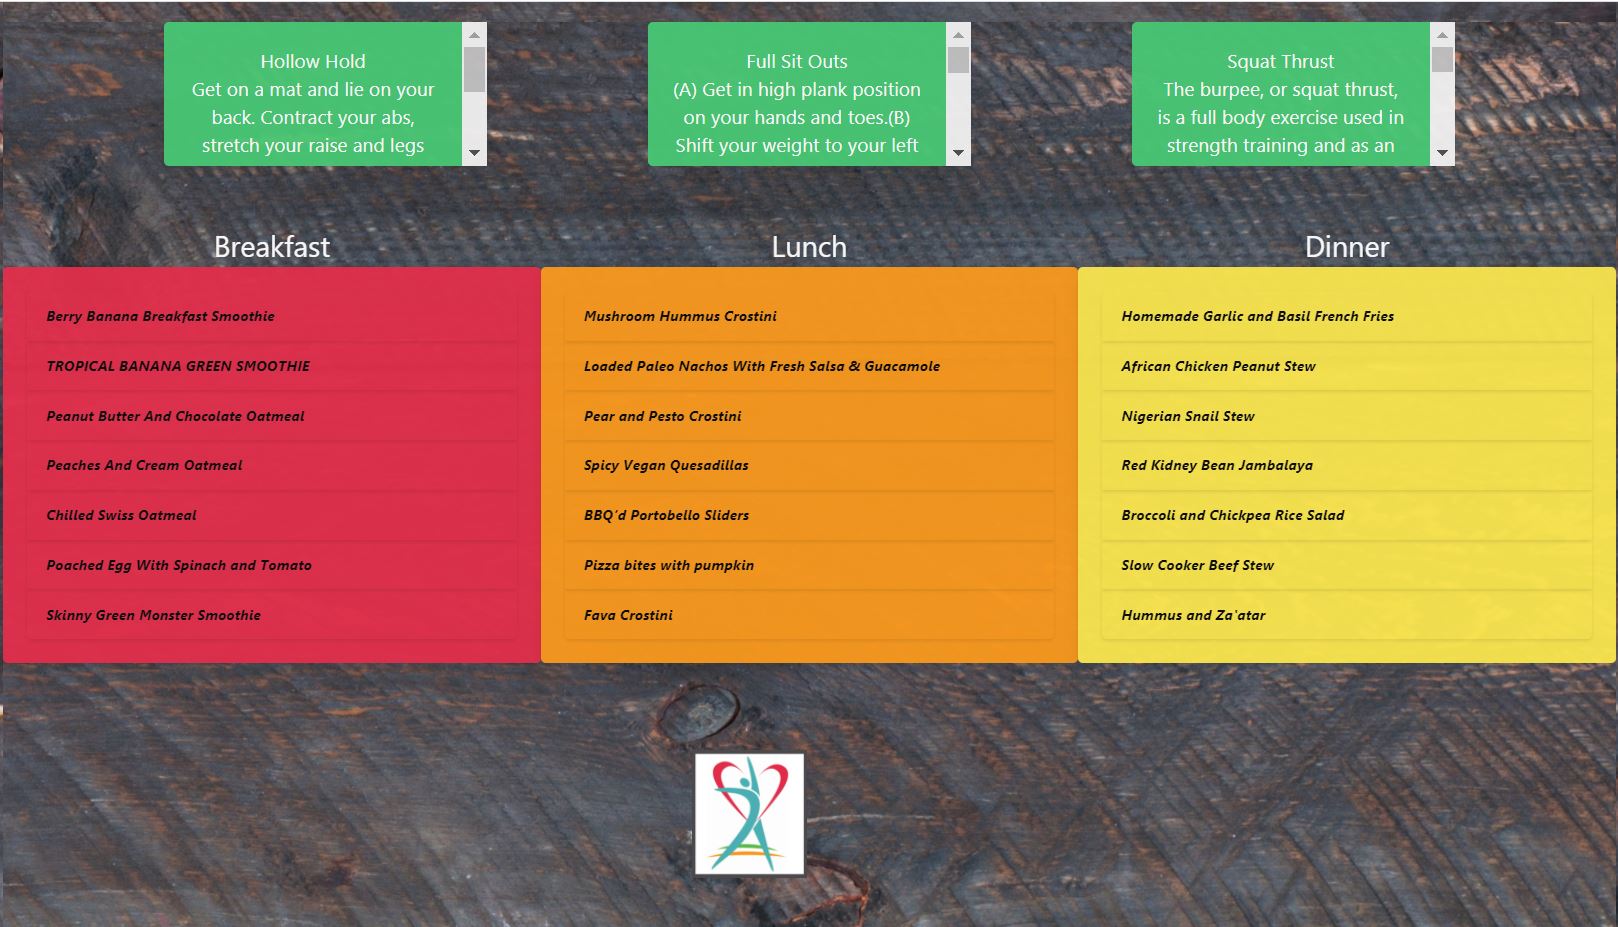 Hollow Hold
Get on a mat and lie on your
back. Contract your abs,
stretch your raise and legs
Full Sit Outs
(A) Get in high plank position
on your hands and toes.(B)
Shift your weight to your left
Squat Thrust
The burpee, or squat thrust,
is a full body exercise used in
strength training and as an
Breakfast
Berry Banana Breakfast Smoothie
TROPICAL BANANA GREEN SMOOTHIE
Peanut Butter And Chocolate Oatmeal
Peaches And Cream Oatmeal
Chilled Swiss Oatmeal
Poached Egg With Spinach and Tomato
Skinny Green Monster Smoothie
Lunch
Mushroom Hummus Crostini
Loaded Paleo Nachos With Fresh Salsa & Guacamole
Pear and Pesto Crostini
Spicy Vegan Quesadillas
BBQ'd Portobello Sliders
Pizza bites with pumpkin
Fava Crostini
Dinner
Homemade Garlic and Basil French Fries
African Chicken Peanut Stew
Nigerian Snail Stew
Red Kidney Bean Jambalaya
Broccoli and Chickpea Rice Salad
Slow Cooker Beef Stew
Hummus and Za'atar